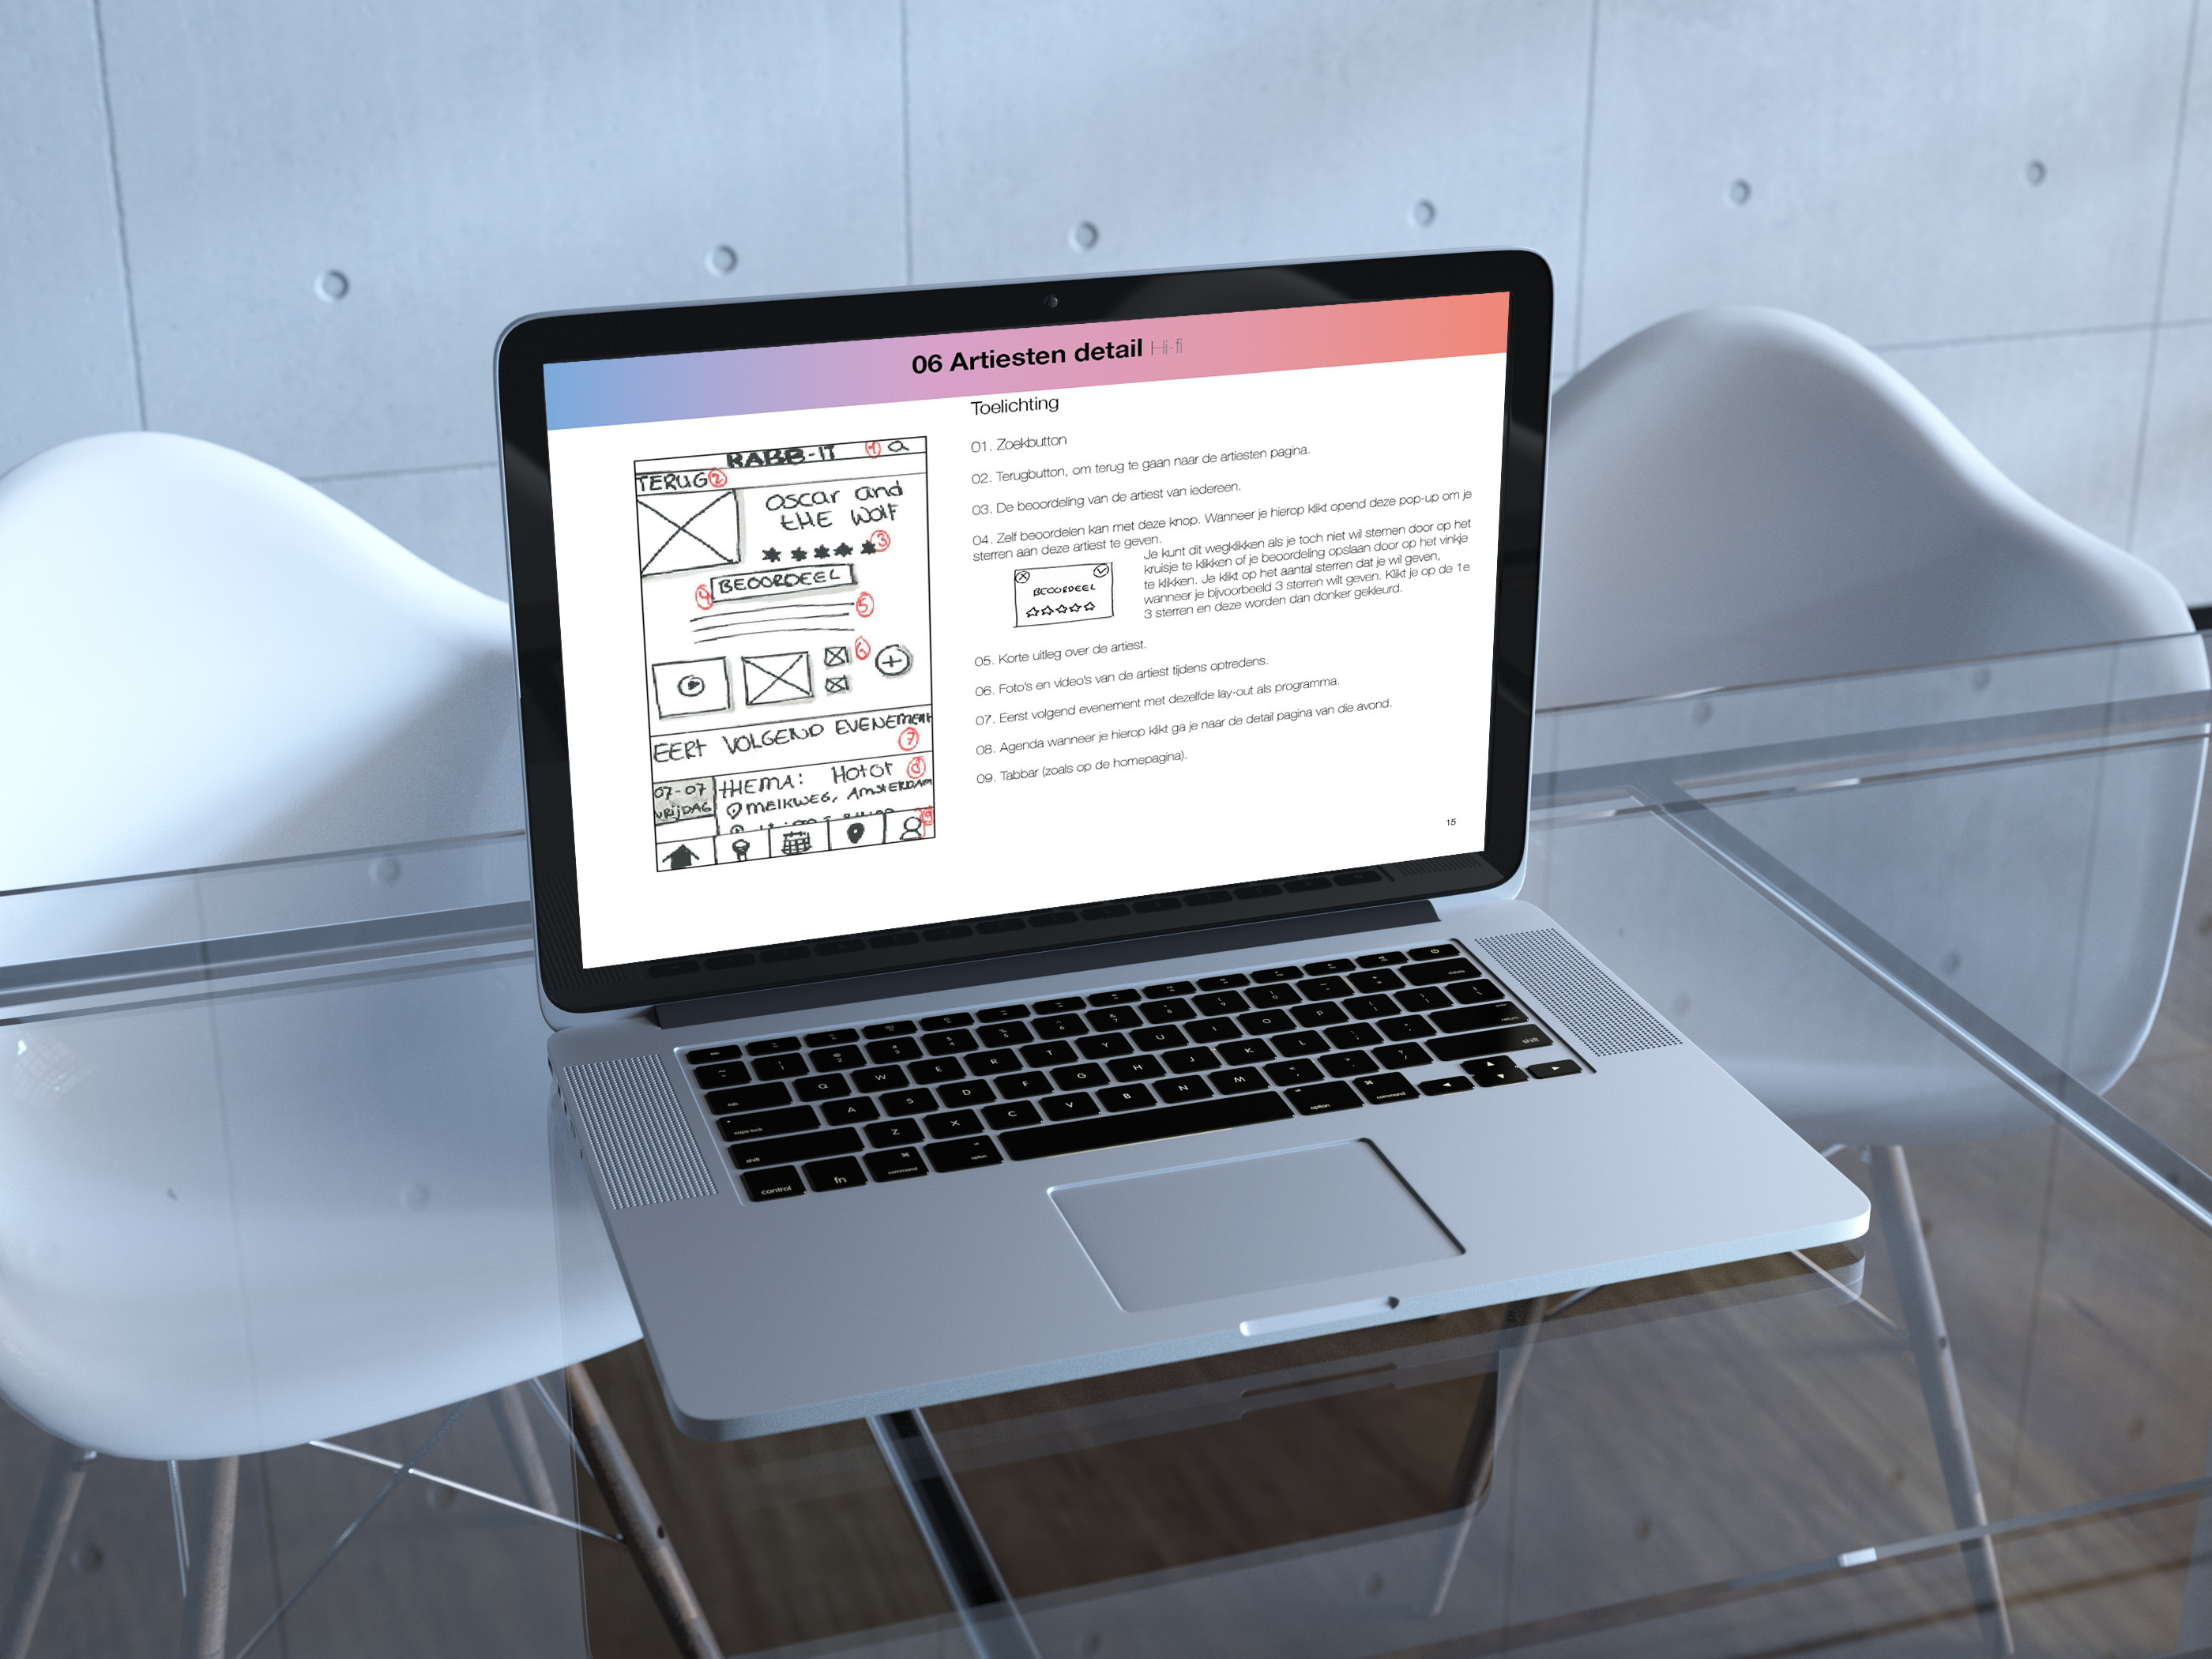 06 Artiesten detail Hi-fi
RABB-IT 1
TERUG 2
oscar and
tHE Wolf
3
BEOORDEEL
4
5
6
EERt VOLGEND EVENEMENt
7
07-07
VRIJDAG
tHEMA: Hotot 8
MElKWEG, AMStERDAM
9
Toelichting
01. Zoekbutton
02. Terugbutton, om terug te gaan naar de artiesten pagina.
03. De beoordeling van de artiest van iedereen.
04. Zelf beoordelen kan met deze knop. Wanneer je hierop klikt opend deze pop-up om je
sterren aan deze artiest te geven.
BEOORDEEL
Je kunt dit wegklikken als je toch niet wil stemen door op het
kruisje te klikken of je beoordeling opslaan door op het vinkje
te klikken. Je klikt op het aantal sterren dat je wil geven,
wanneer je bijvoorbeeld 3 sterren wilt geven. Klikt je op de 1e
3 sterren en deze worden dan donker gekleurd.
05. Korte uitleg over de artiest.
06. Foto's en video's van de artiest tijdens optredens.
07. Eerst volgend evenement met dezelfde lay-out als programma.
08. Agenda wanneer je hierop klikt ga je naar de detail pagina van die avond.
09. Tabbar (zoals op de homepagina).
15
tab Q W E R T Y U I O P
caps lock A S D F G H J K L return
shift Z X C V B N M shift
control fn command option option command